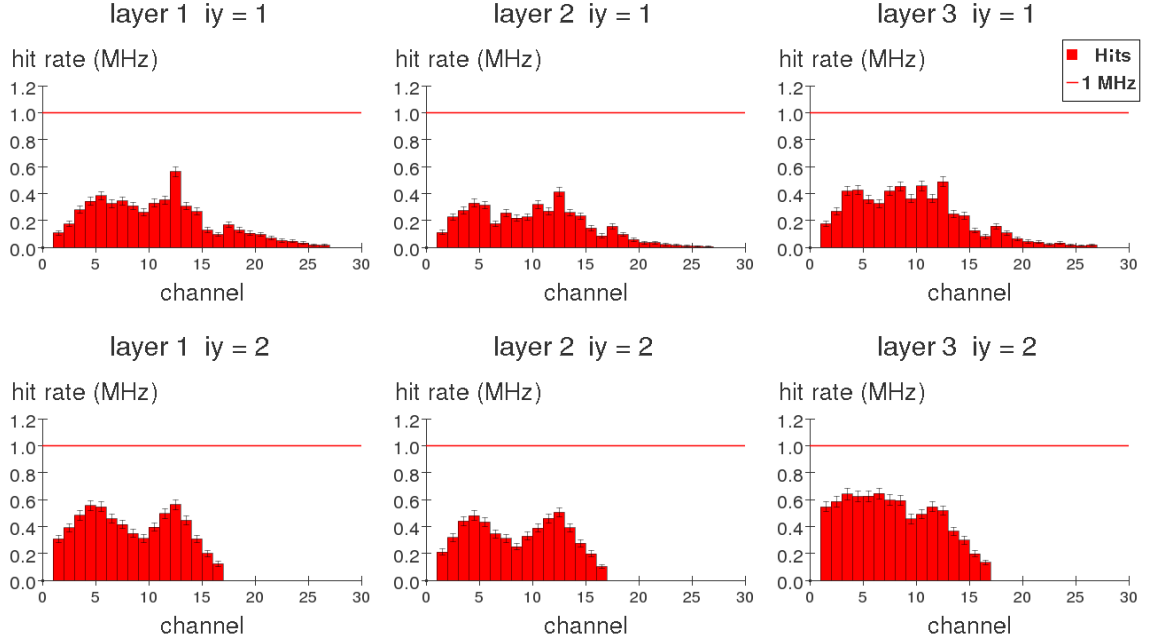 layer 1 iy = 1
hit rate (MHz)
1.2
1.0
0.8
0.6
0.4
0.2
0.0
0 5 10 15 20 25 30
channel
layer 2 iy = 1
hit rate (MHz)
1.2
1.0
0.8
0.6
0.4
0.2
0.0
0 5 10 15 20 25 30
channel
layer 3 iy = 1
hit rate (MHz)
Hits
1 MHz
1.2
1.0
0.8
0.6
0.4
0.2
0.0
0 5 10 15 20 25 30
channel
layer 1 iy = 2
hit rate (MHz)
1.2
1.0
0.8
0.6
0.4
0.2
0.0
0 5 10 15 20 25 30
channel
layer 2 iy = 2
hit rate (MHz)
1.2
1.0
0.8
0.6
0.4
0.2
0.0
0 5 10 15 20 25 30
channel
layer 3 iy = 2
hit rate (MHz)
1.2
1.0
0.8
0.6
0.4
0.2
0.0
0 5 10 15 20 25 30
channel